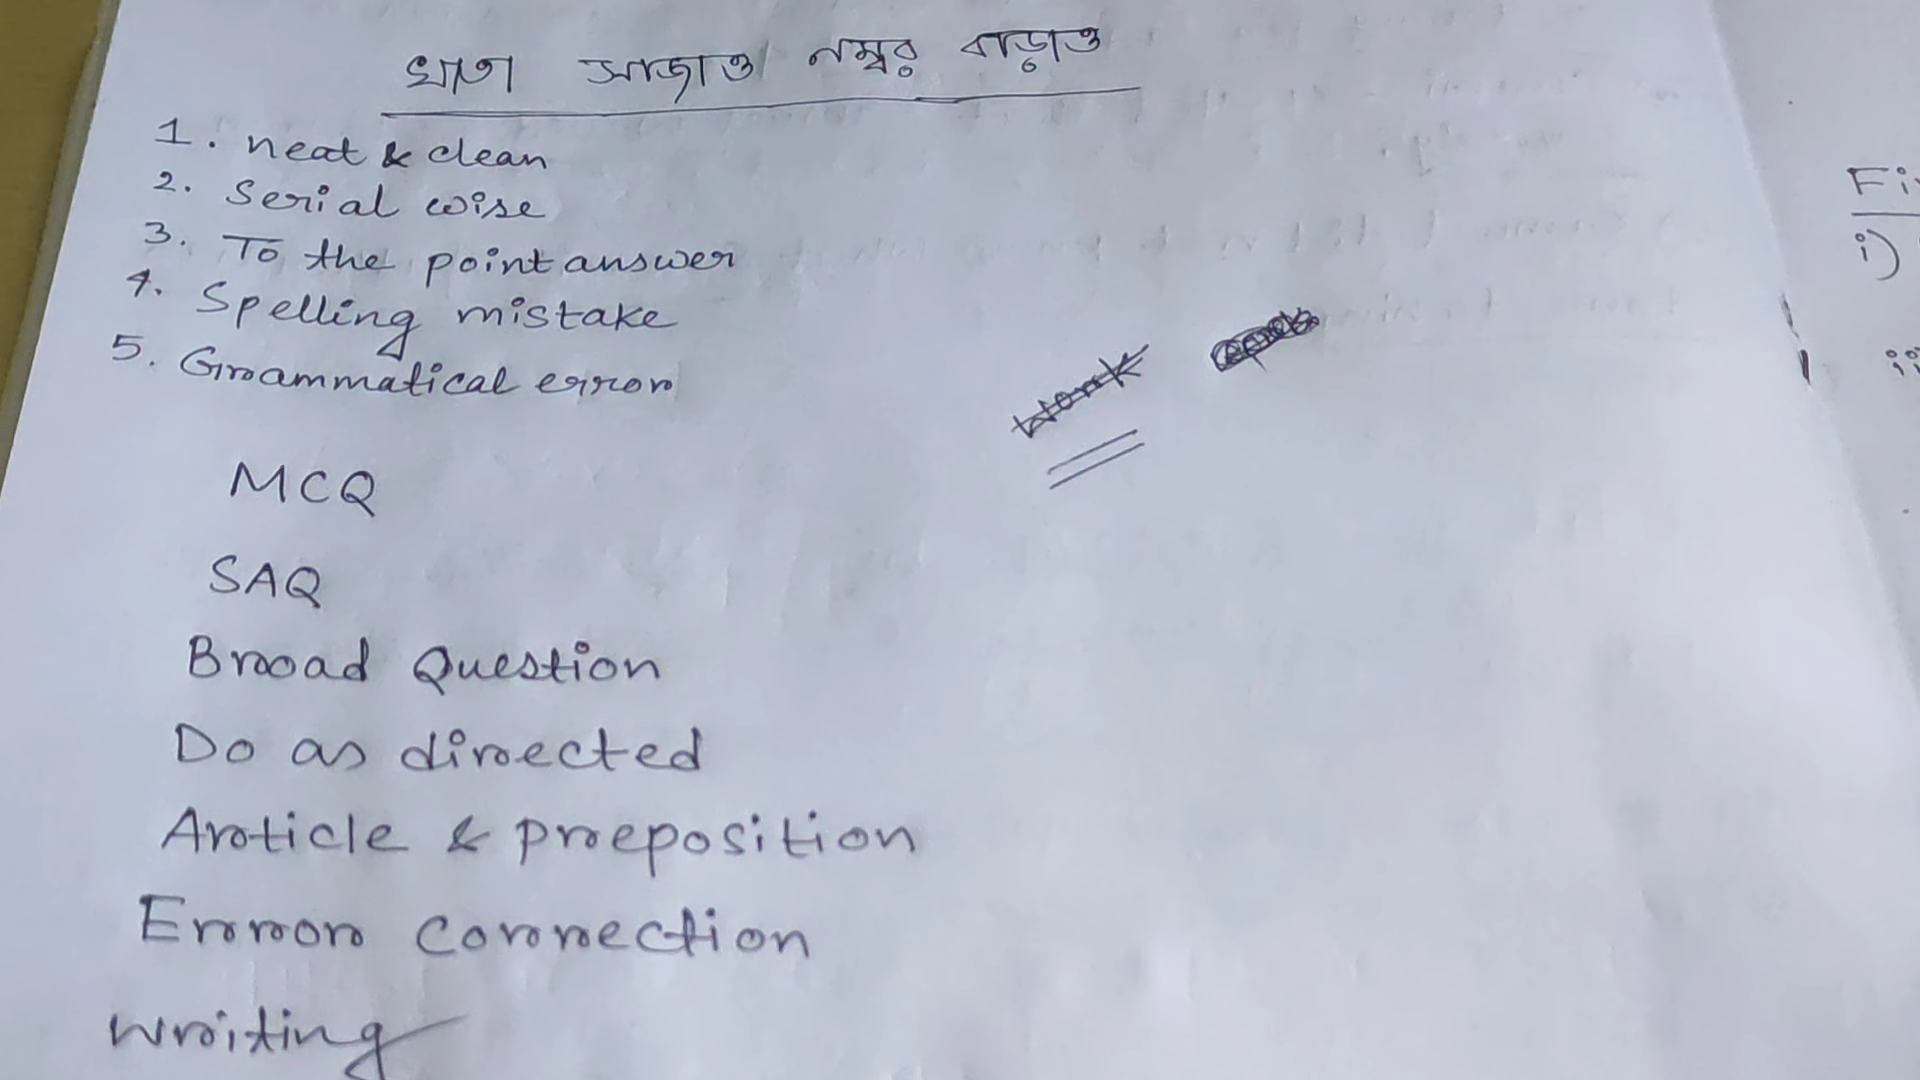 খাতা সাজাও নম্বর বাড়াও
1. neat & clean
2. Serial wise
3. To the point answer
4. Spelling mistake
5. Grammatical error
work
MCQ
SAQ
Broad Question
Do as directed
Article & preposition
Error correction
writing
i)